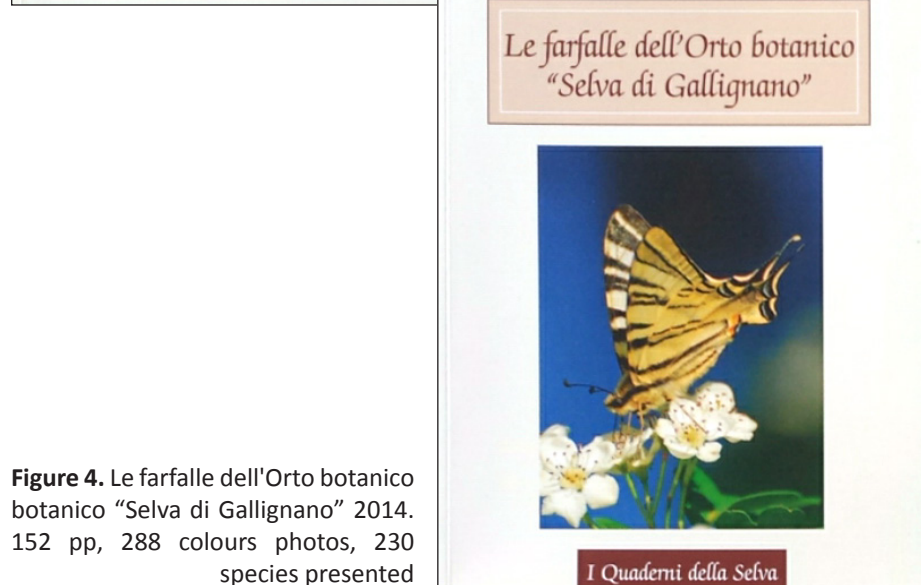 Le farfalle dell'Orto botanico
“Selva di Gallignano”
Figure 4. Le farfalle dell'Orto botanico
botanico “Selva di Gallignano” 2014.
152 pp, 288 colours photos, 230
species presented
I Quaderni della Selva